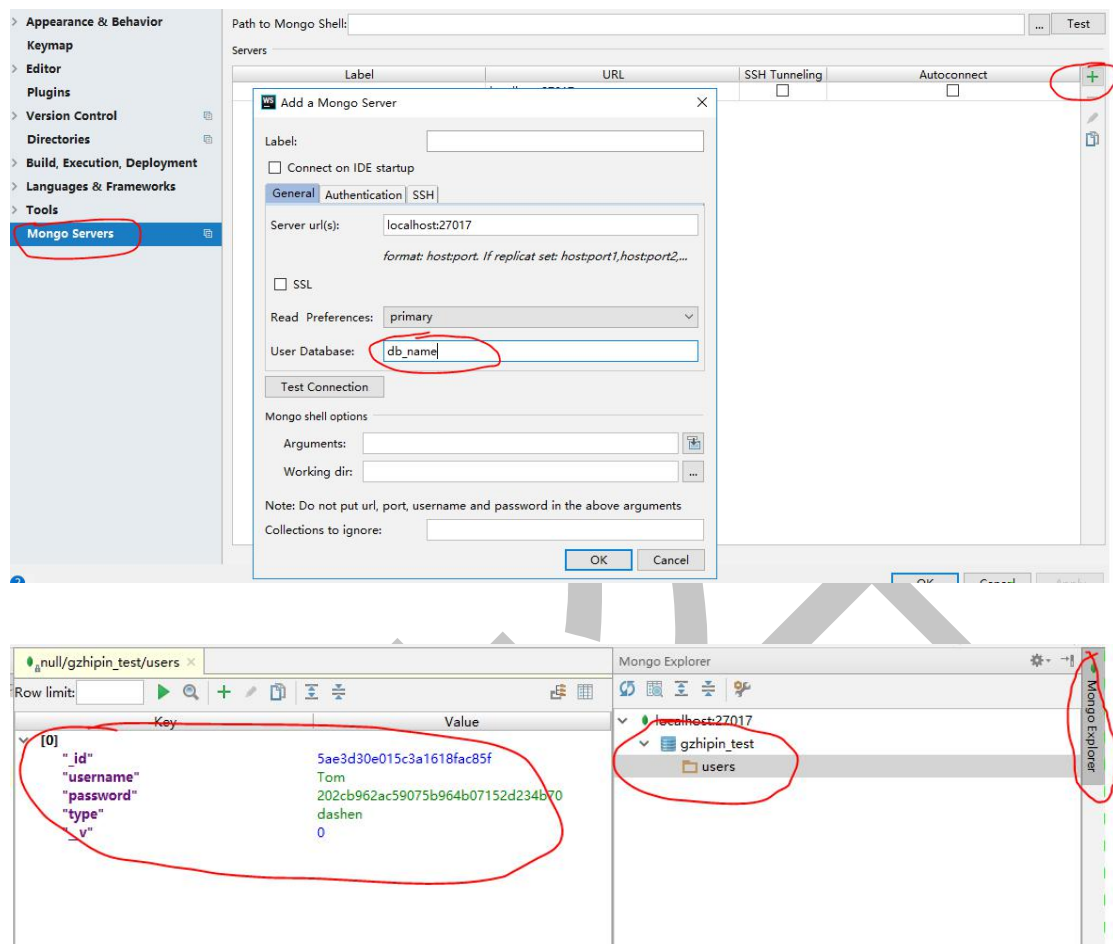 Appearance & Behavior
Keymap
Editor
Plugins
Version Control
Directories
Build, Execution, Deployment
Languages & Frameworks
Tools
Mongo Servers
Path to Mongo Shell:
... Test
Servers
Label URL SSH Tunneling Autoconnect
WS Add a Mongo Server
Label:
Connect on IDE startup
General Authentication SSH
Server url(s): localhost:27017
format: host:port. If replicat set: host:port1,host:port2,...
SSL
Read Preferences: primary
User Database: db_name
Test Connection
Mongo shell options
Arguments:
Working dir: ...
Note: Do not put url, port, username and password in the above arguments
Collections to ignore:
OK Cancel
OK Cancel
null/gzhipin_test/users
Row limit:
Key Value
[0]
"_id" 5ae3d30e015c3a1618fac85f
"username" Tom
"password" 202cb962ac59075b964b07152d234b70
"type" dashen
"__v" 0
Mongo Explorer
localhost:27017
gzhipin_test
users
Mongo Explorer